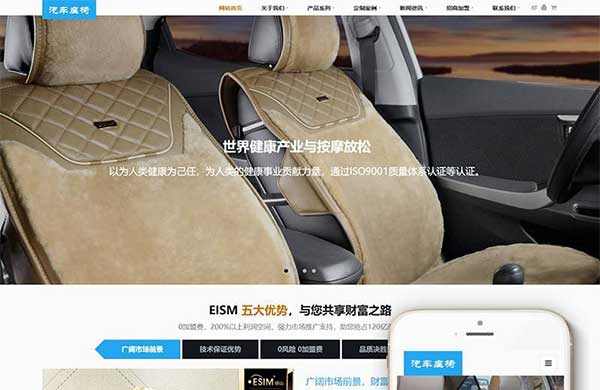 汽车座椅
网站首页 关于我们 产品系列 定制案例 新闻资讯 招商加盟 联系我们
世界健康产业与按摩放松
以为人类健康为己任，为人类的健康事业贡献力量，通过ISO9001质量体系认证等认证。
EISM 五大优势，与您共享财富之路
0加盟费，200%以上利润空间，强力市场推广支持，助您抢占120亿
广阔市场前景 技术保证优势 0风险 0加盟费 品质决胜
ESIM
广阔市场前景，财富
汽车座椅